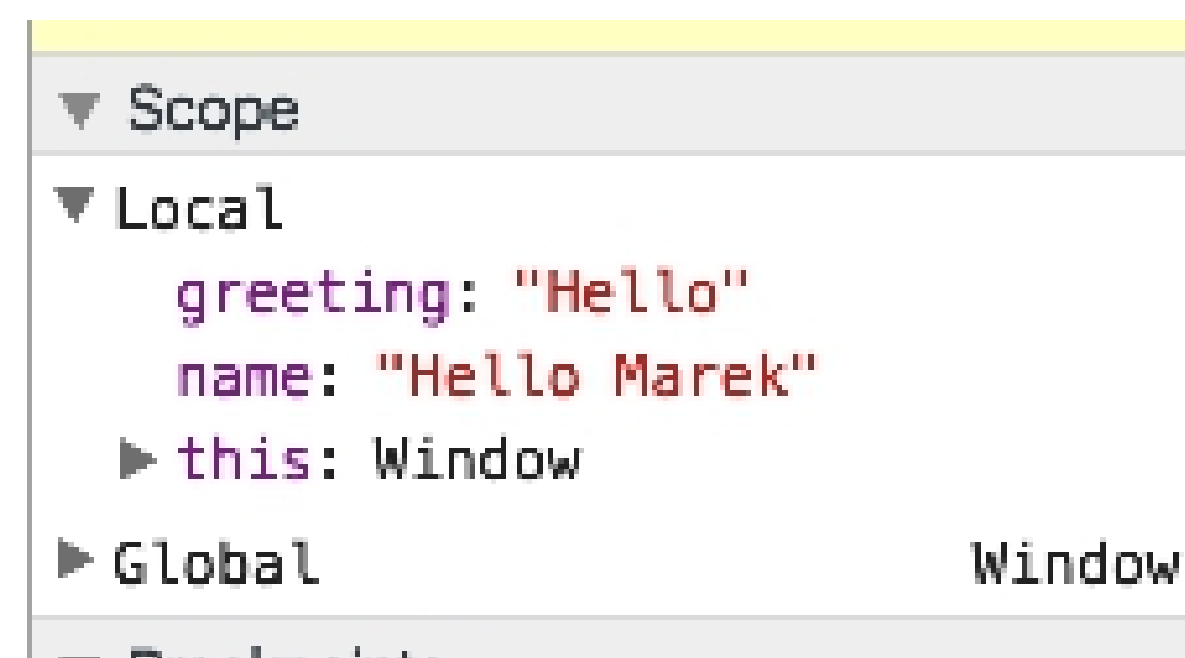 Scope
Local
greeting: "Hello"
name: "Hello Marek"
this: Window
Global Window